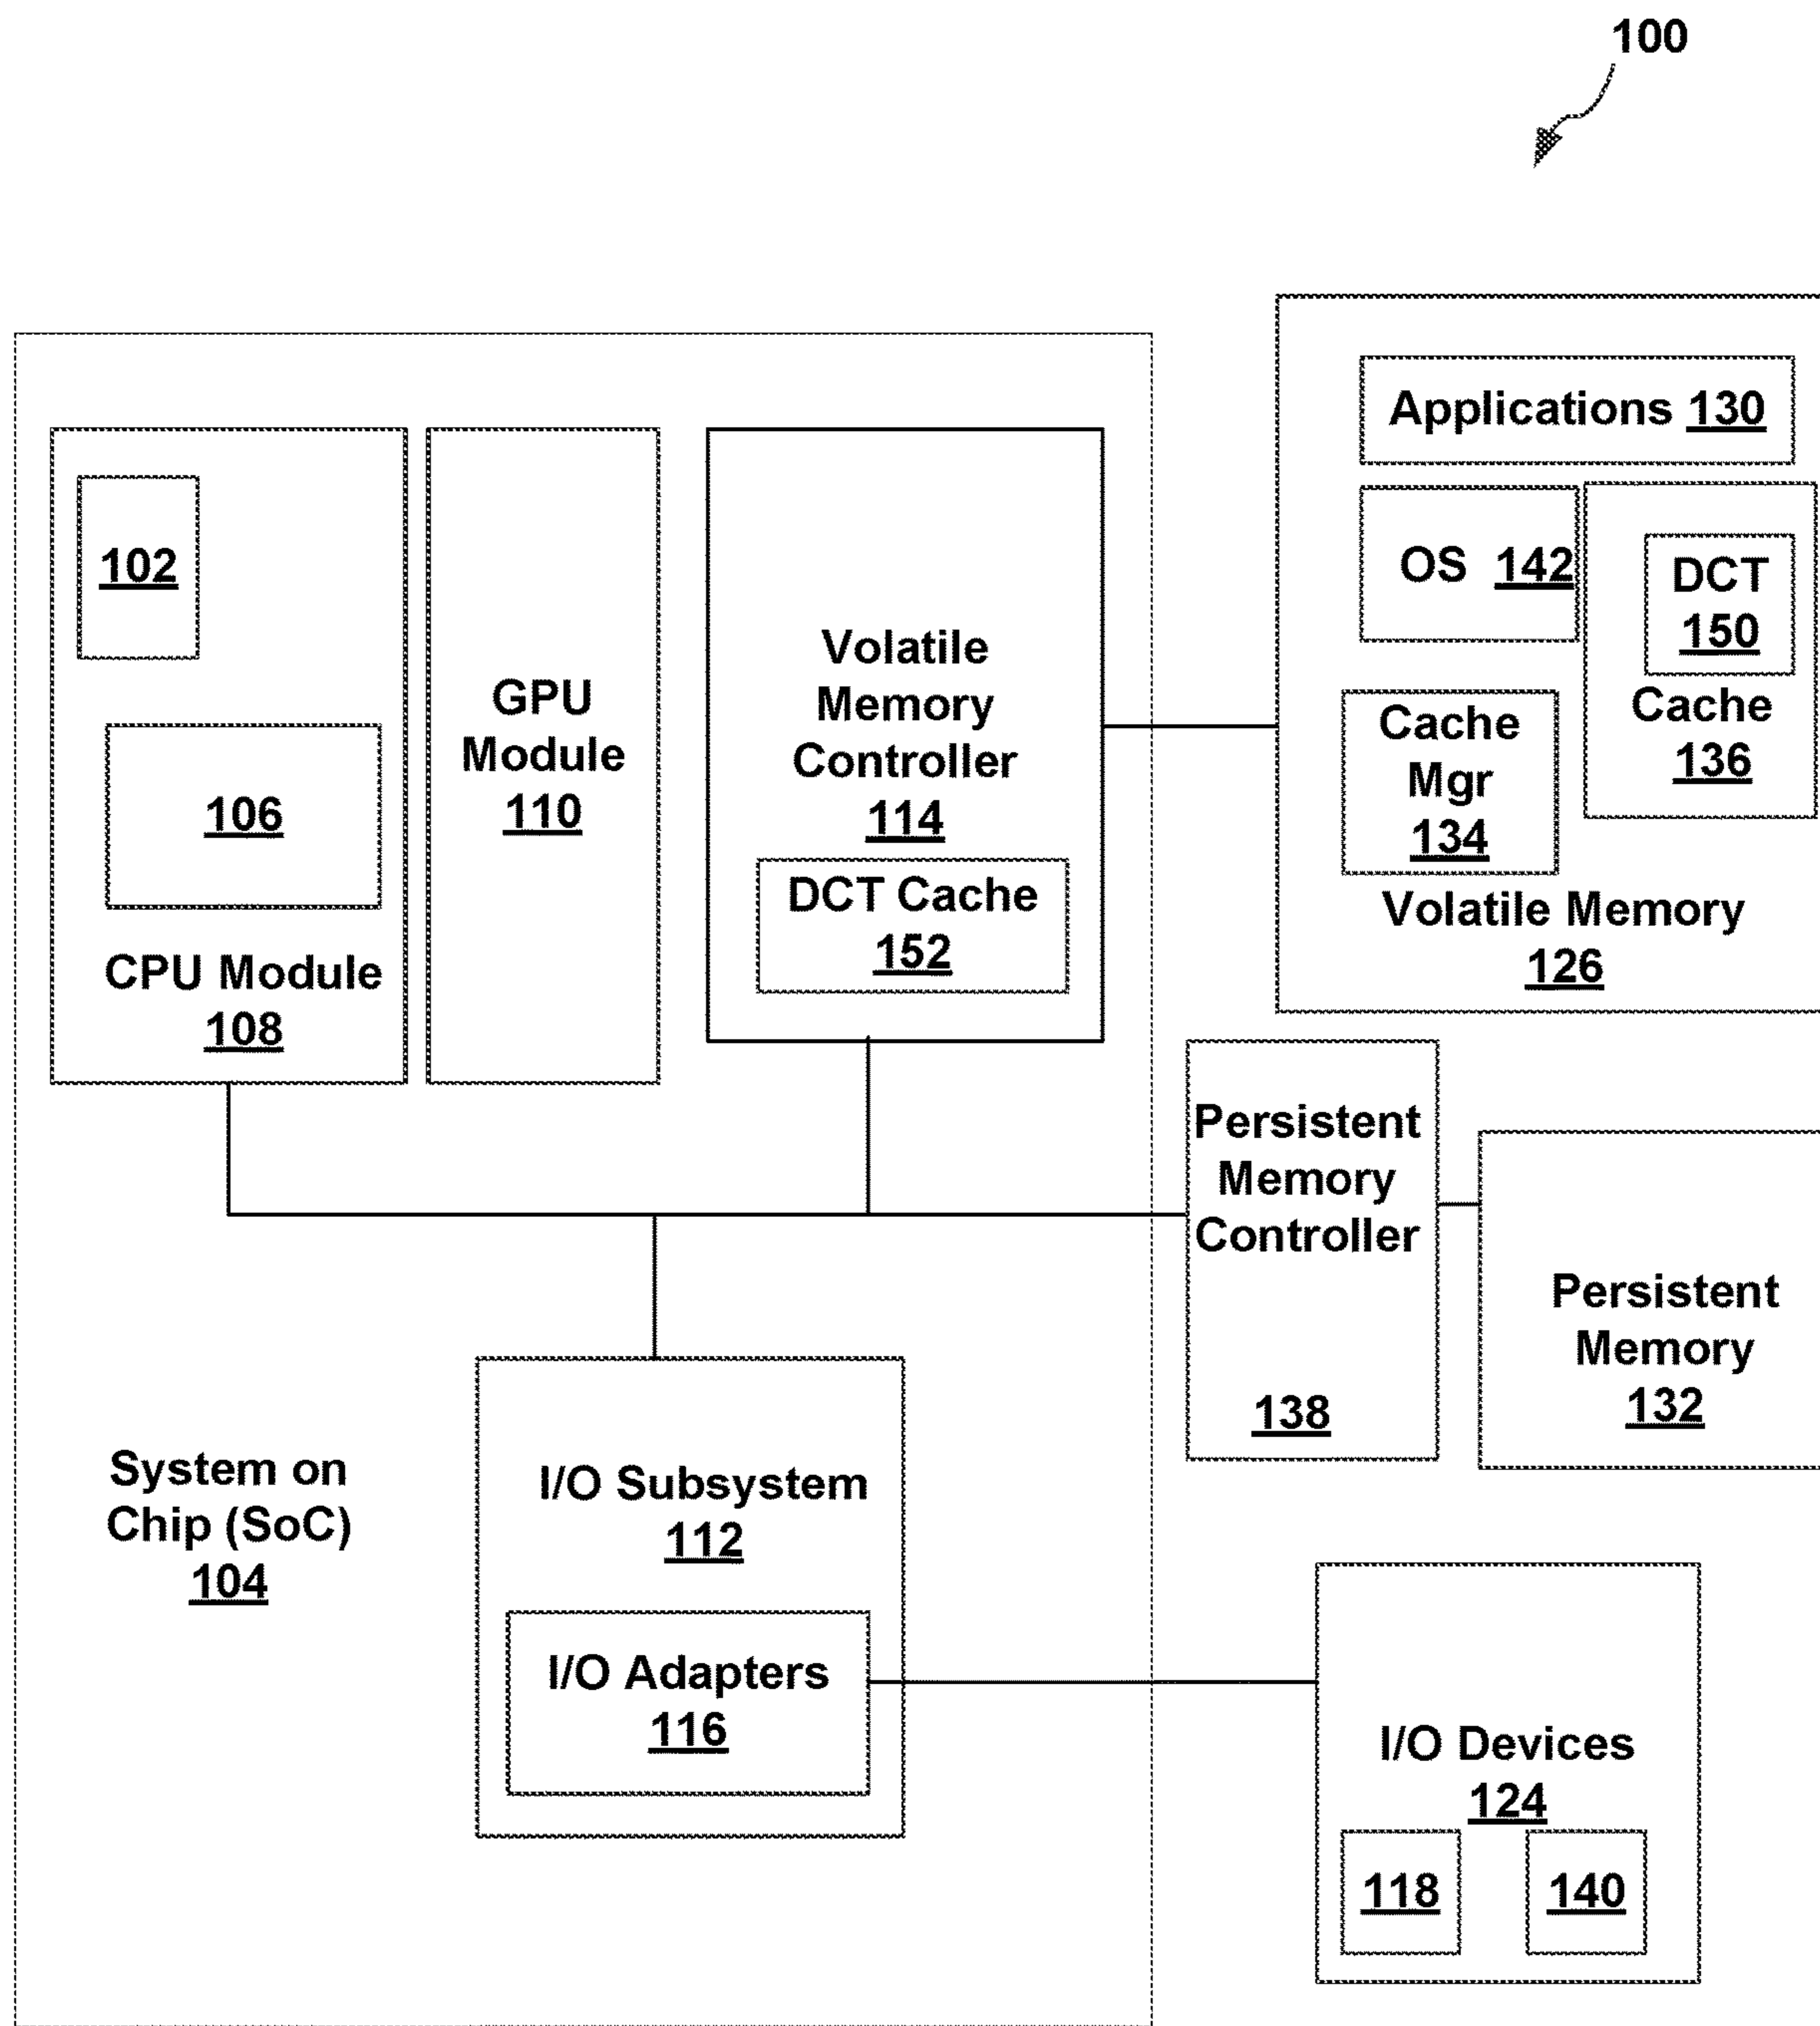 100
102
106
CPU Module
108
GPU
Module
110
Volatile
Memory
Controller
114
DCT Cache
152
Applications 130
OS 142
DCT
150
Cache
136
Cache
Mgr
134
Volatile Memory
126
Persistent
Memory
Controller
138
Persistent
Memory
132
System on
Chip (SoC)
104
I/O Subsystem
112
I/O Adapters
116
I/O Devices
124
118
140